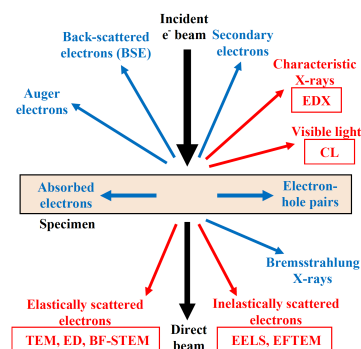 Incident
e⁻ beam
Back-scattered
electrons (BSE)
Secondary
electrons
Characteristic
X-rays
EDX
Auger
electrons
Visible light
CL
Absorbed
electrons
Electron-
hole pairs
Specimen
Bremsstrahlung
X-rays
Elastically scattered
electrons
TEM, ED, BF-STEM
Direct
beam
Inelastically scattered
electrons
EELS, EFTEM